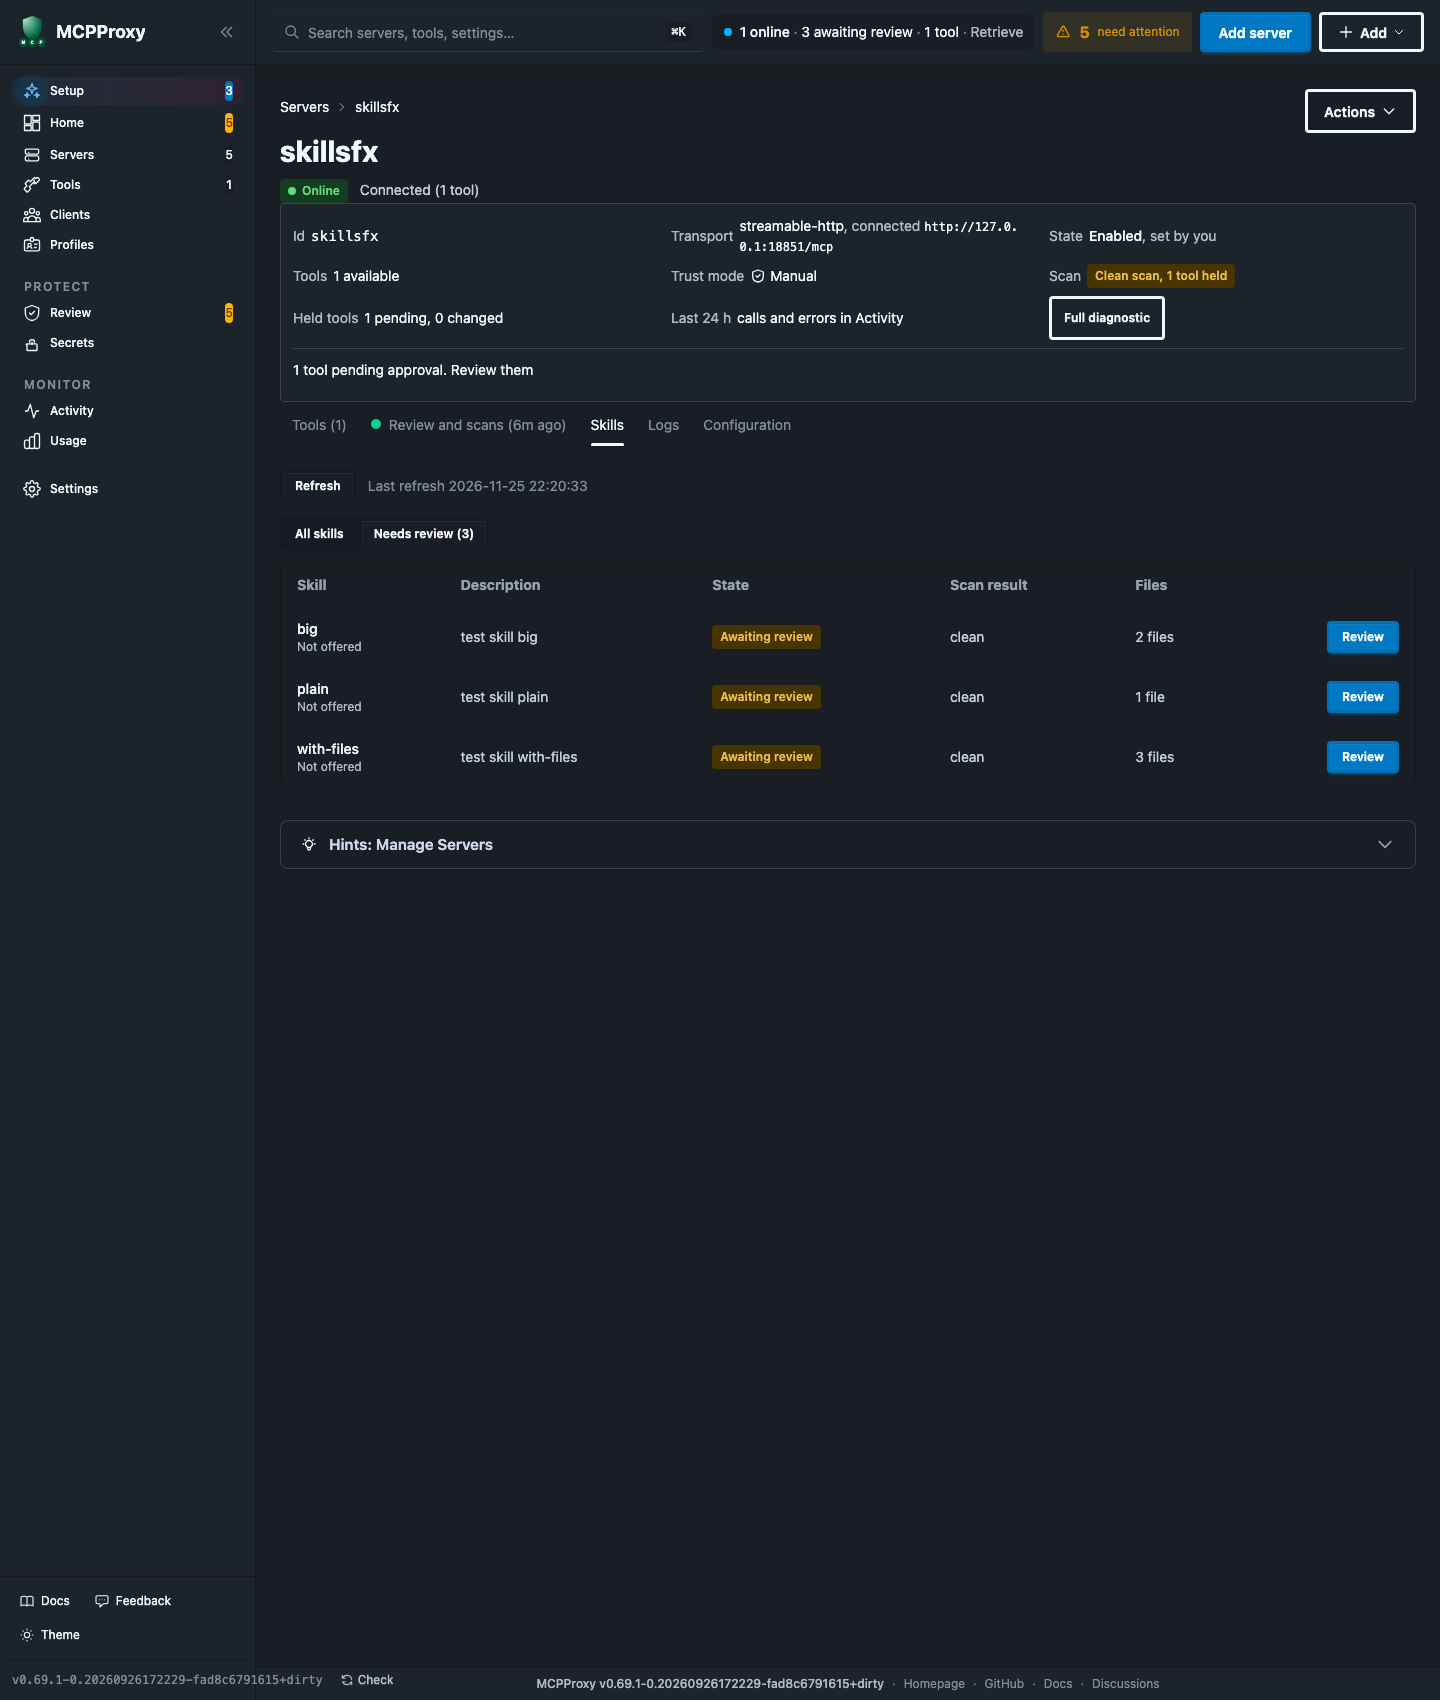 MCPProxy
Search servers, tools, settings...
⌘K
1 online · 3 awaiting review · 1 tool · Retrieve
5 need attention
Add server
Add
Setup 3
Home 5
Servers 5
Tools 1
Clients
Profiles
PROTECT
Review 5
Secrets
MONITOR
Activity
Usage
Settings
Servers > skillsfx
Actions
skillsfx
Online Connected (1 tool)
Id skillsfx
Transport streamable-http, connected http://127.0.
0.1:18851/mcp
State Enabled, set by you
Tools 1 available
Trust mode Manual
Scan Clean scan, 1 tool held
Held tools 1 pending, 0 changed
Last 24 h calls and errors in Activity
Full diagnostic
1 tool pending approval. Review them
Tools (1) Review and scans (6m ago) Skills Logs Configuration
Refresh Last refresh 2026-11-25 22:20:33
All skills Needs review (3)
Skill Description State Scan result Files
big
Not offered
test skill big Awaiting review clean 2 files Review
plain
Not offered
test skill plain Awaiting review clean 1 file Review
with-files
Not offered
test skill with-files Awaiting review clean 3 files Review
Hints: Manage Servers
Docs Feedback
Theme
v0.69.1-0.20260926172229-fad8c6791615+dirty Check
MCPProxy v0.69.1-0.20260926172229-fad8c6791615+dirty · Homepage · GitHub · Docs · Discussions